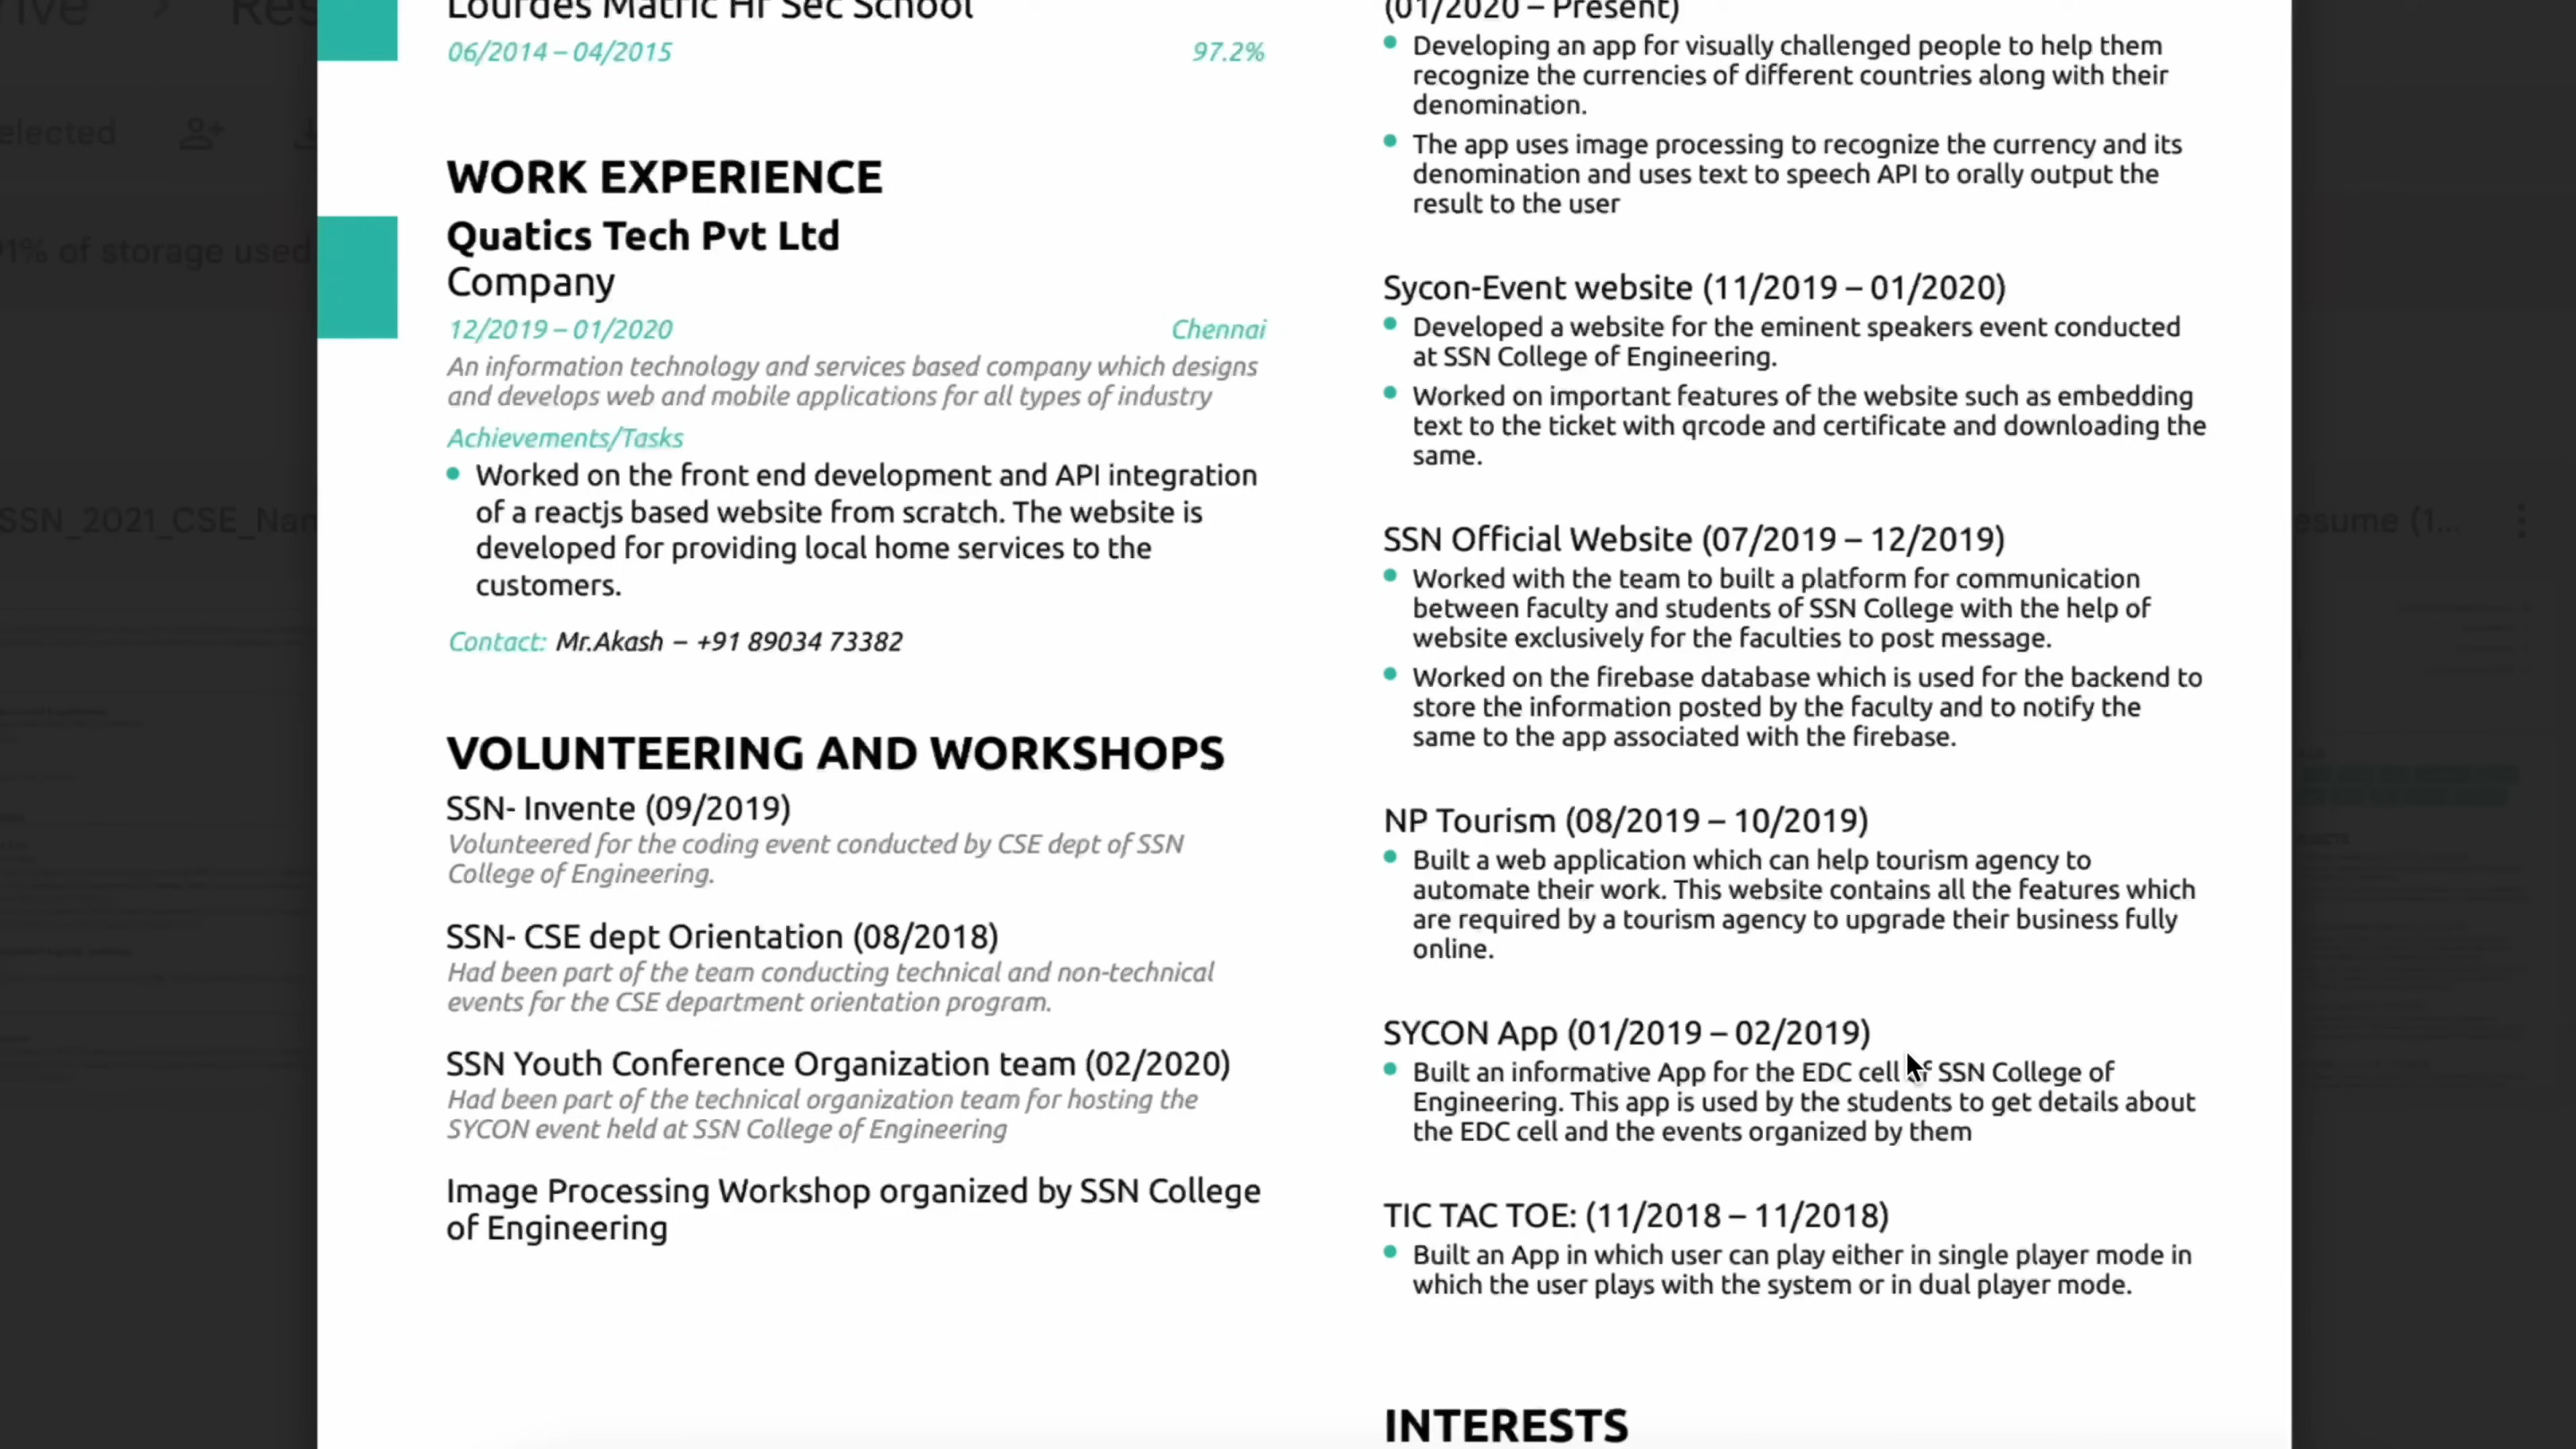 selected
91% of storage used
SSN_2021_CSE_Nan
esume (1...
Lourdes Matric Hr Sec School
06/2014 – 04/2015 97.2%
WORK EXPERIENCE
Quatics Tech Pvt Ltd
Company
12/2019 – 01/2020 Chennai
An information technology and services based company which designs
and develops web and mobile applications for all types of industry
Achievements/Tasks
Worked on the front end development and API integration
of a reactjs based website from scratch. The website is
developed for providing local home services to the
customers.
Contact: Mr.Akash – +91 89034 73382
VOLUNTEERING AND WORKSHOPS
SSN- Invente (09/2019)
Volunteered for the coding event conducted by CSE dept of SSN
College of Engineering.
SSN- CSE dept Orientation (08/2018)
Had been part of the team conducting technical and non-technical
events for the CSE department orientation program.
SSN Youth Conference Organization team (02/2020)
Had been part of the technical organization team for hosting the
SYCON event held at SSN College of Engineering
Image Processing Workshop organized by SSN College
of Engineering
(01/2020 – Present)
Developing an app for visually challenged people to help them
recognize the currencies of different countries along with their
denomination.
The app uses image processing to recognize the currency and its
denomination and uses text to speech API to orally output the
result to the user
Sycon-Event website (11/2019 – 01/2020)
Developed a website for the eminent speakers event conducted
at SSN College of Engineering.
Worked on important features of the website such as embedding
text to the ticket with qrcode and certificate and downloading the
same.
SSN Official Website (07/2019 – 12/2019)
Worked with the team to built a platform for communication
between faculty and students of SSN College with the help of
website exclusively for the faculties to post message.
Worked on the firebase database which is used for the backend to
store the information posted by the faculty and to notify the
same to the app associated with the firebase.
NP Tourism (08/2019 – 10/2019)
Built a web application which can help tourism agency to
automate their work. This website contains all the features which
are required by a tourism agency to upgrade their business fully
online.
SYCON App (01/2019 – 02/2019)
Built an informative App for the EDC cell of SSN College of
Engineering. This app is used by the students to get details about
the EDC cell and the events organized by them
TIC TAC TOE: (11/2018 – 11/2018)
Built an App in which user can play either in single player mode in
which the user plays with the system or in dual player mode.
INTERESTS